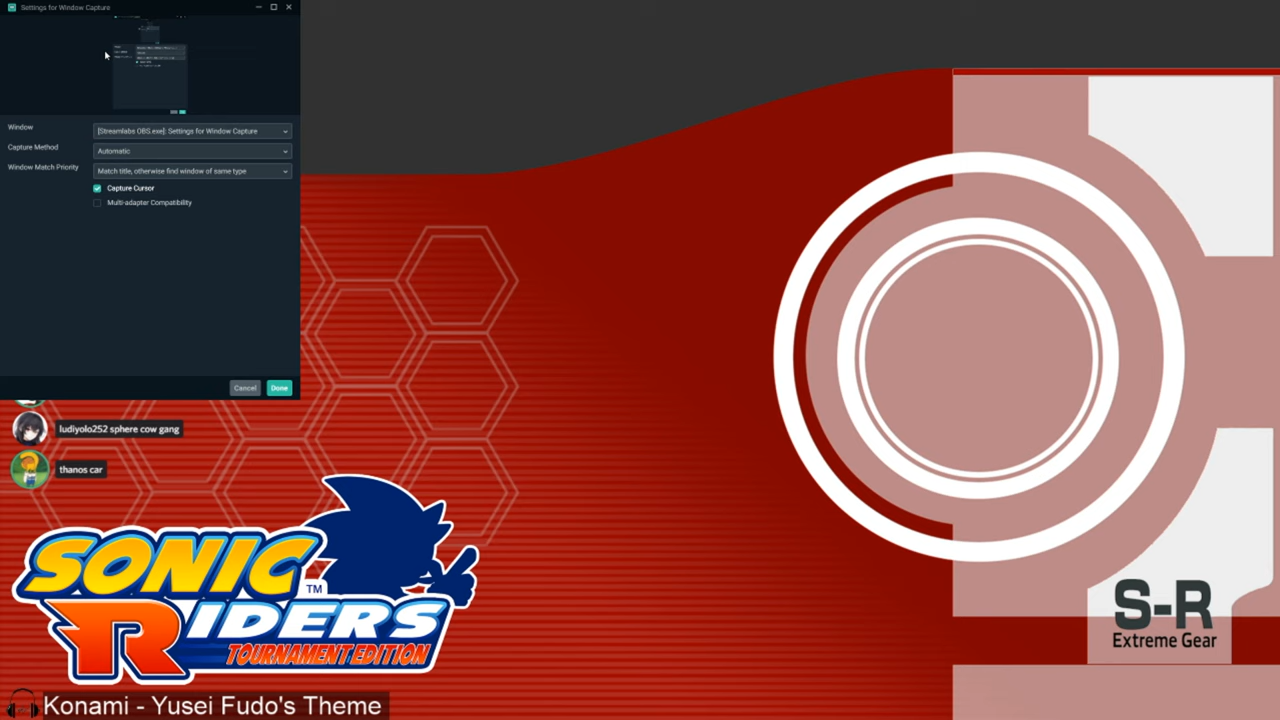 Settings for Window Capture
Window
[Streamlabs OBS.exe]: Settings for Window Capture
Capture Method
Automatic
Window Match Priority
Match title, otherwise find window of same type
Capture Cursor
Multi-adapter Compatibility
Cancel
Done
ludiyolo252 sphere cow gang
thanos car
SONIC
TM
RIDERS
TOURNAMENT EDITION
S-R
Extreme Gear
Konami - Yusei Fudo's Theme